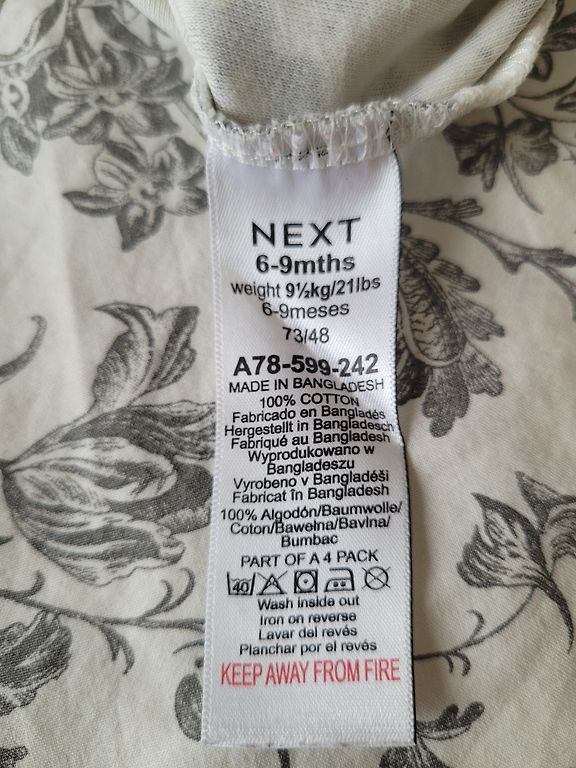 NEXT
6-9mths
weight 9½kg/21lbs
6-9meses
73/48
A78-599-242
MADE IN BANGLADESH
100% COTTON
Fabricado en Bangladés
Hergestellt in Bangladesch
Fabriqué au Bangladesh
Wyprodukowano w
Bangladeszu
Vyrobeno v Bangladéši
Fabricat în Bangladesh
100% Algodón/Baumwolle/
Coton/Bawełna/Bavlna/
Bumbac
PART OF A 4 PACK
40
Wash inside out
Iron on reverse
Lavar del revés
Planchar por el revés
KEEP AWAY FROM FIRE